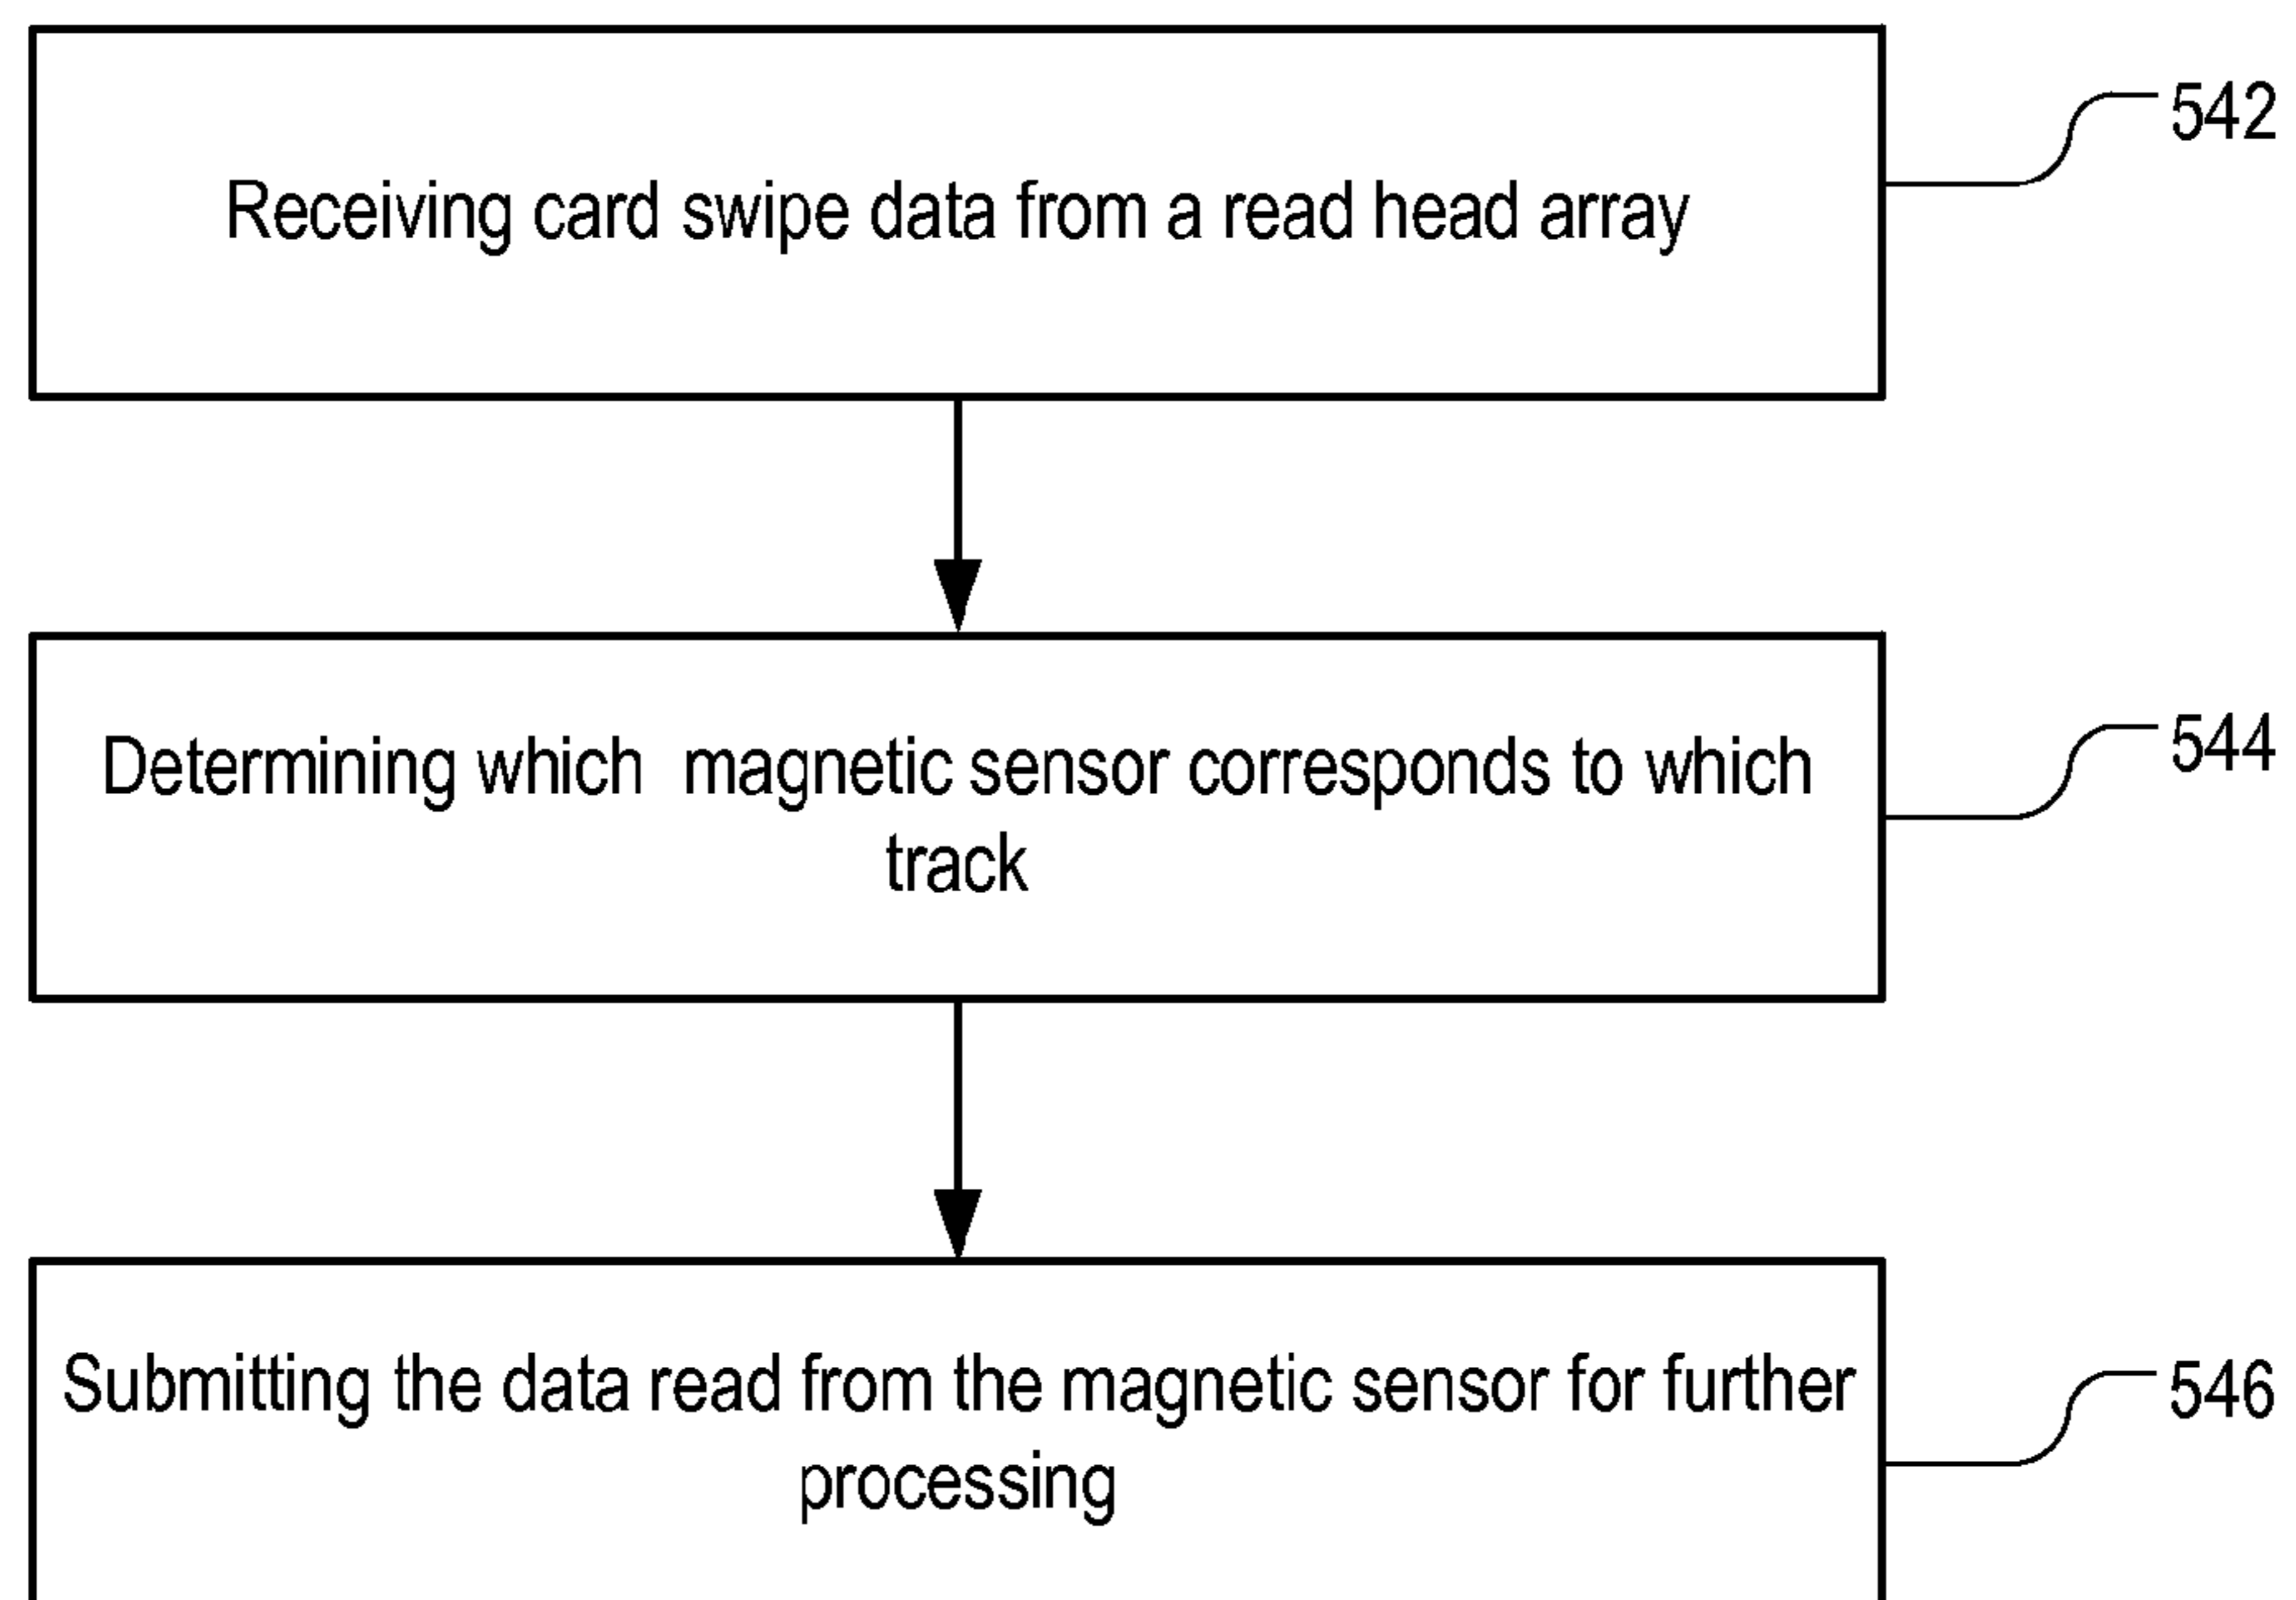 542
Receiving card swipe data from a read head array
544
Determining which magnetic sensor corresponds to which
track
546
Submitting the data read from the magnetic sensor for further
processing